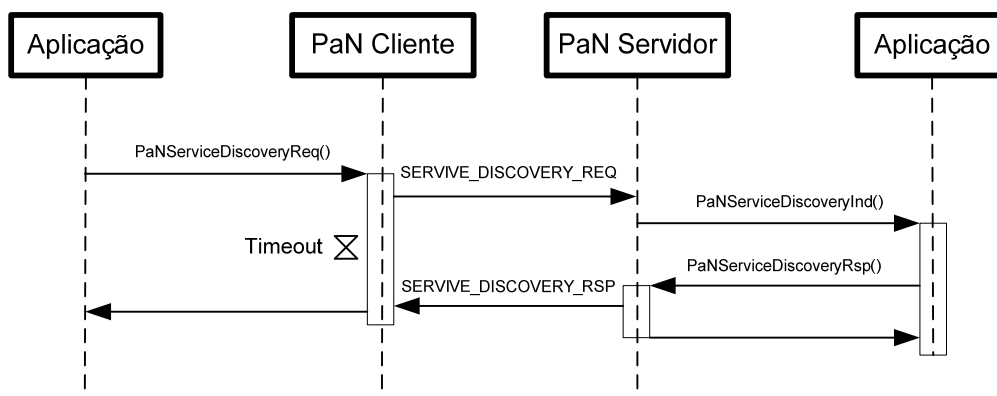 Aplicação
PaN Cliente
PaN Servidor
Aplicação
PaNServiceDiscoveryReq()
SERVIVE_DISCOVERY_REQ
PaNServiceDiscoveryInd()
Timeout
PaNServiceDiscoveryRsp()
SERVIVE_DISCOVERY_RSP